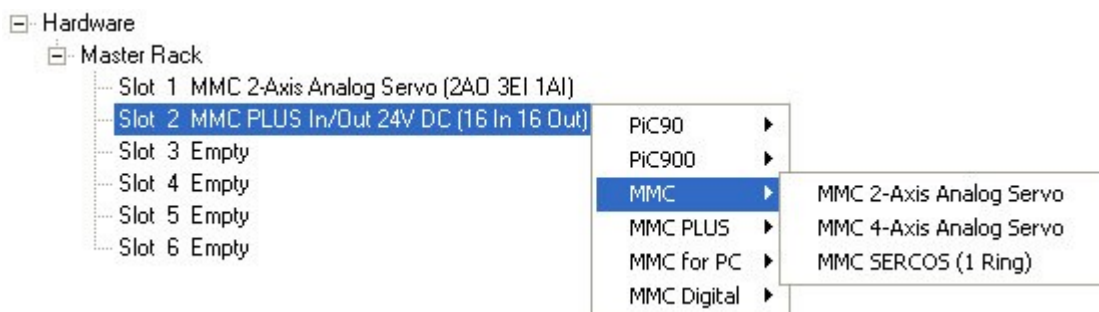 Hardware
Master Rack
Slot 1 MMC 2-Axis Analog Servo (2AO 3EI 1AI)
Slot 2 MMC PLUS In/Out 24V DC (16 In 16 Out)
Slot 3 Empty
Slot 4 Empty
Slot 5 Empty
Slot 6 Empty
PiC90
PiC900
MMC
MMC PLUS
MMC for PC
MMC Digital
MMC 2-Axis Analog Servo
MMC 4-Axis Analog Servo
MMC SERCOS (1 Ring)